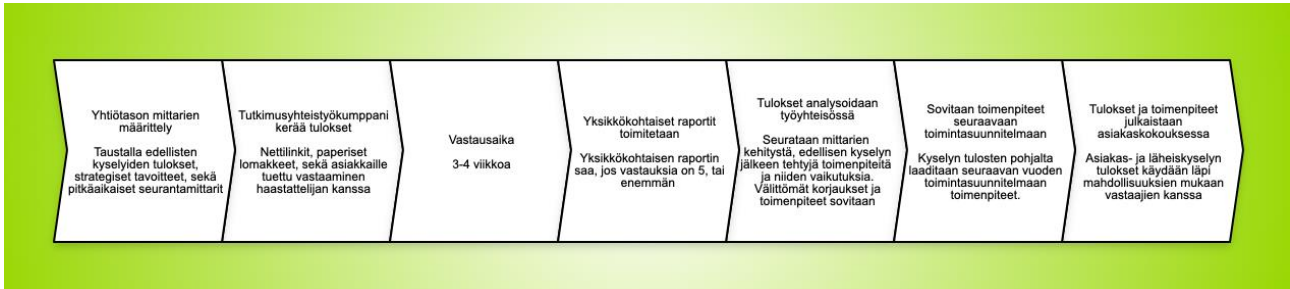 Yhtiötason mittarien
määrittely
Taustalla edellisten
kyselyiden tulokset,
strategiset tavoitteet, sekä
pitkäaikaiset seurantamittarit
Tutkimusyhteistyökumppani
kerää tulokset
Nettilinkit, paperiset
lomakkeet, sekä asiakkaille
tuettu vastaaminen
haastattelijan kanssa
Vastausaika
3-4 viikkoa
Yksikkökohtaiset raportit
toimitetaan
Yksikkökohtaisen raportin
saa, jos vastauksia on 5, tai
enemmän
Tulokset analysoidaan
työyhteisössä
Seurataan mittarien
kehitystä, edellisen kyselyn
jälkeen tehtyjä toimenpiteitä
ja niiden vaikutuksia.
Välittömät korjaukset ja
toimenpiteet sovitaan
Sovitaan toimenpiteet
seuraavaan
toimintasuunnitelmaan
Kyselyn tulosten pohjalta
laaditaan seuraavan vuoden
toimintasuunnitelmaan
toimenpiteet.
Tulokset ja toimenpiteet
julkaistaan
asiakaskokouksessa
Asiakas- ja läheiskyselyn
tulokset käydään läpi
mahdollisuuksien mukaan
vastaajien kanssa